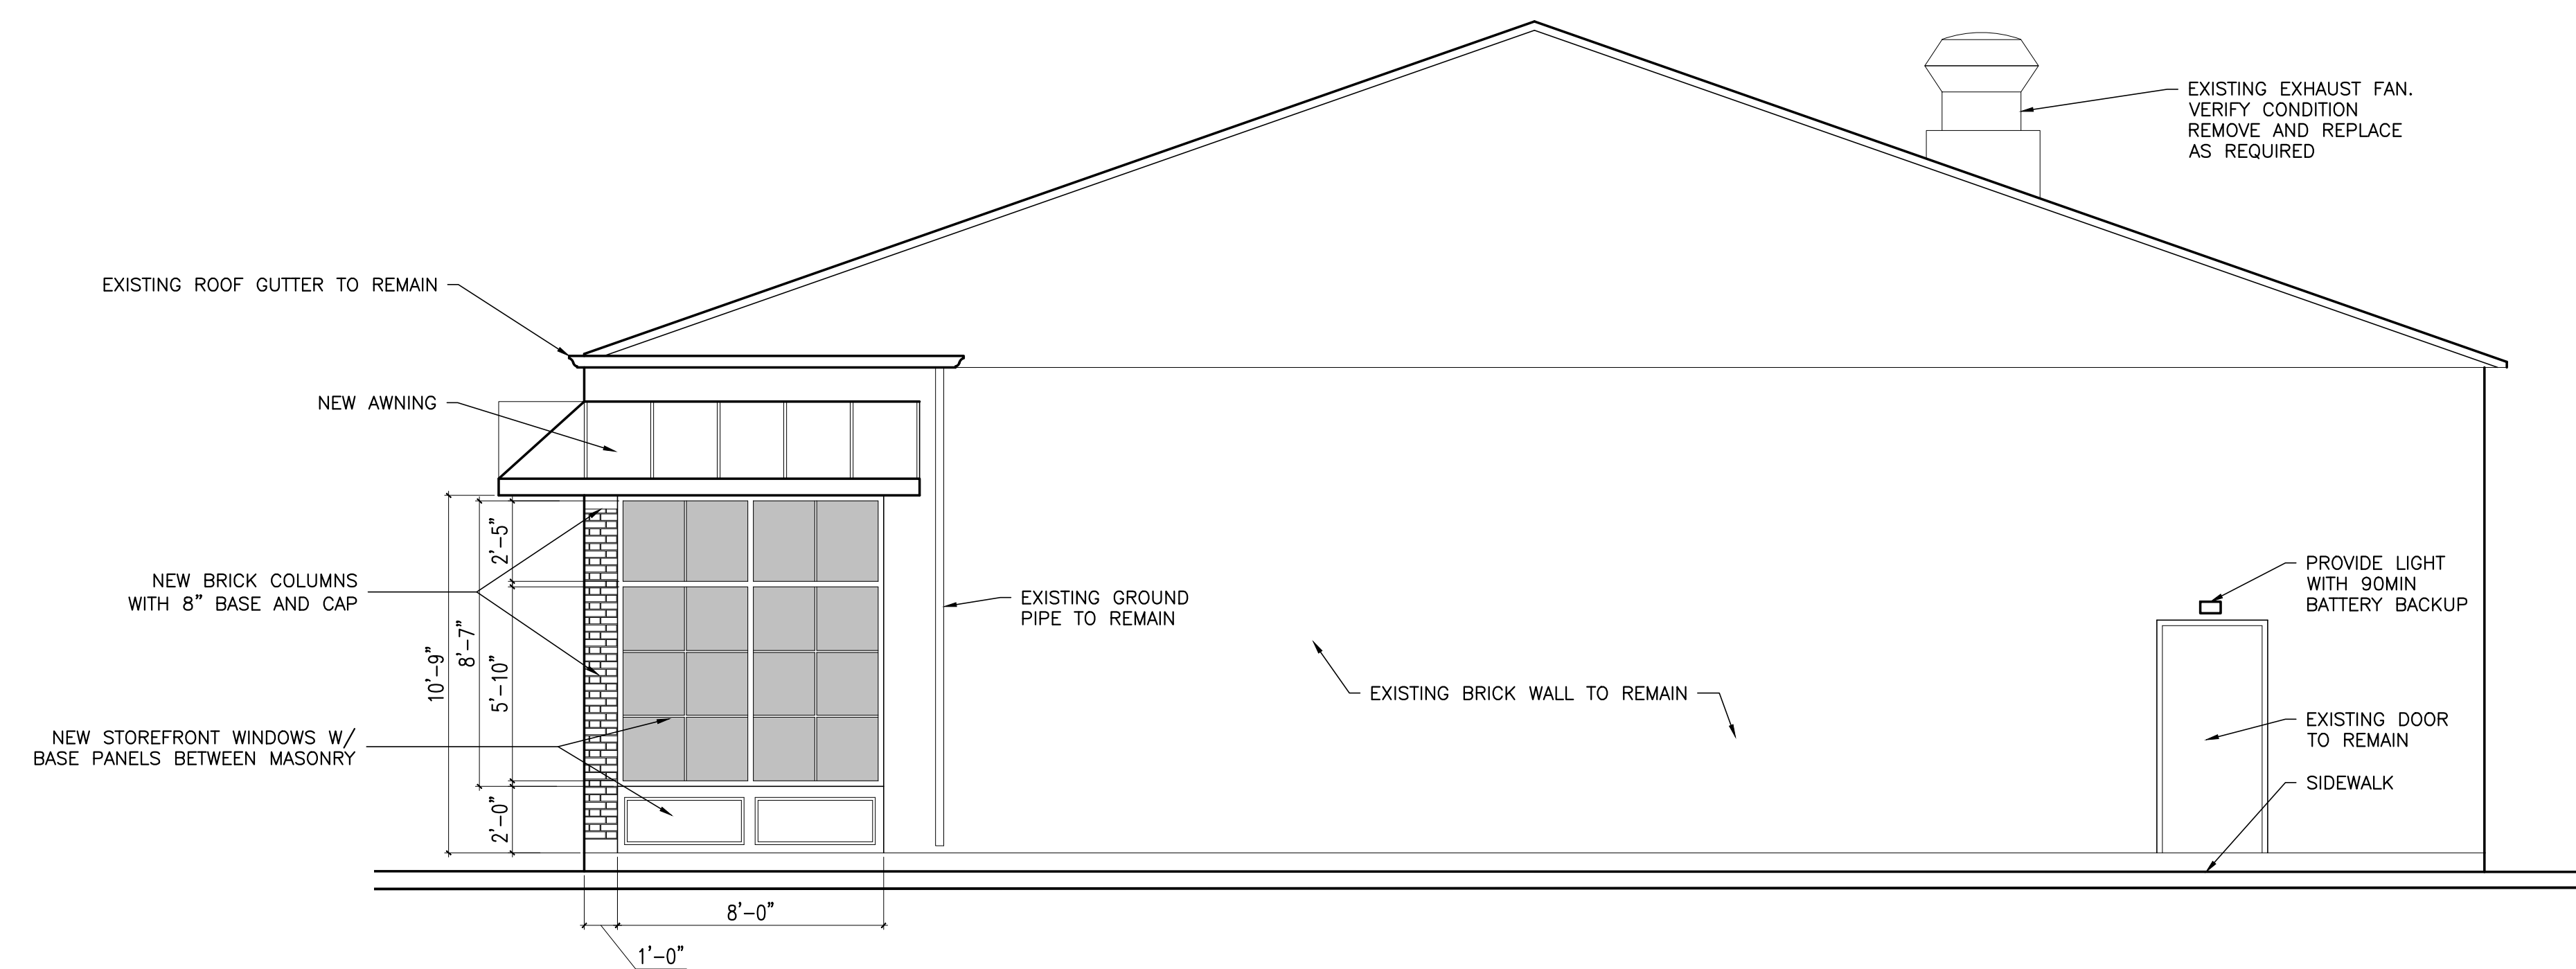 EXISTING EXHAUST FAN.
VERIFY CONDITION
REMOVE AND REPLACE
AS REQUIRED
EXISTING ROOF GUTTER TO REMAIN
NEW AWNING
NEW BRICK COLUMNS
WITH 8" BASE AND CAP
NEW STOREFRONT WINDOWS W/
BASE PANELS BETWEEN MASONRY
10'-9"
8'-7"
2'-5"
5'-10"
2'-0"
8'-0"
1'-0"
EXISTING GROUND
PIPE TO REMAIN
EXISTING BRICK WALL TO REMAIN
PROVIDE LIGHT
WITH 90MIN
BATTERY BACKUP
EXISTING DOOR
TO REMAIN
SIDEWALK